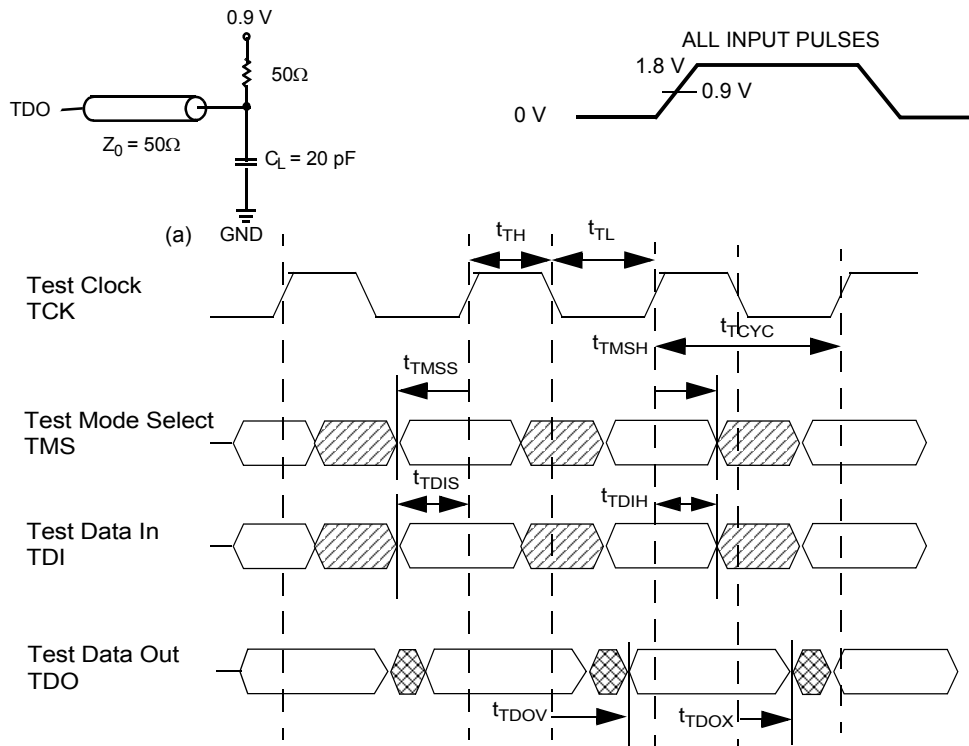 0.9 V
50Ω
TDO
Z0 = 50Ω
CL = 20 pF
(a)
GND
ALL INPUT PULSES
1.8 V
0.9 V
0 V
tTH
tTL
Test Clock
TCK
tTCYC
tTMSH
tTMSS
Test Mode Select
TMS
tTDIS
tTDIH
Test Data In
TDI
Test Data Out
TDO
tTDOV
tTDOX